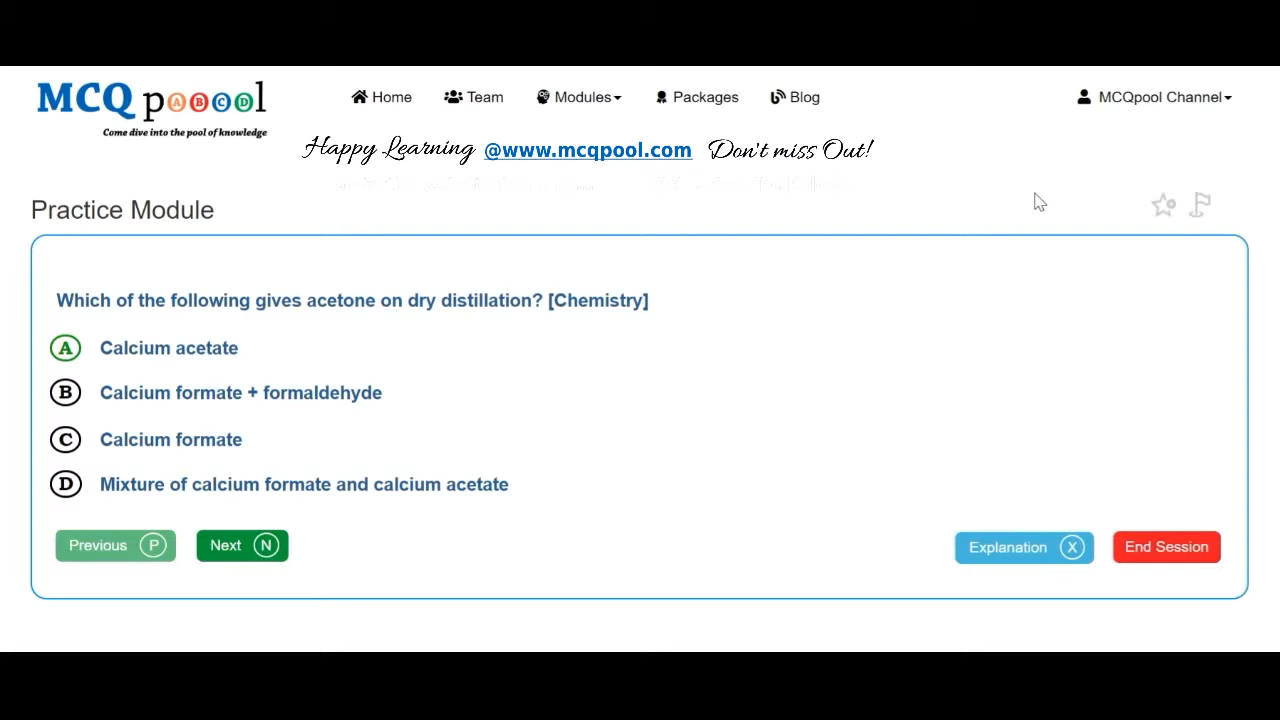 MCQ pooool
Come dive into the pool of knowledge
Home Team Modules Packages Blog MCQpool Channel
Happy Learning @www.mcqpool.com Don't miss Out!
Practice Module
Which of the following gives acetone on dry distillation? [Chemistry]
A Calcium acetate
B Calcium formate + formaldehyde
C Calcium formate
D Mixture of calcium formate and calcium acetate
Previous P Next N Explanation X End Session